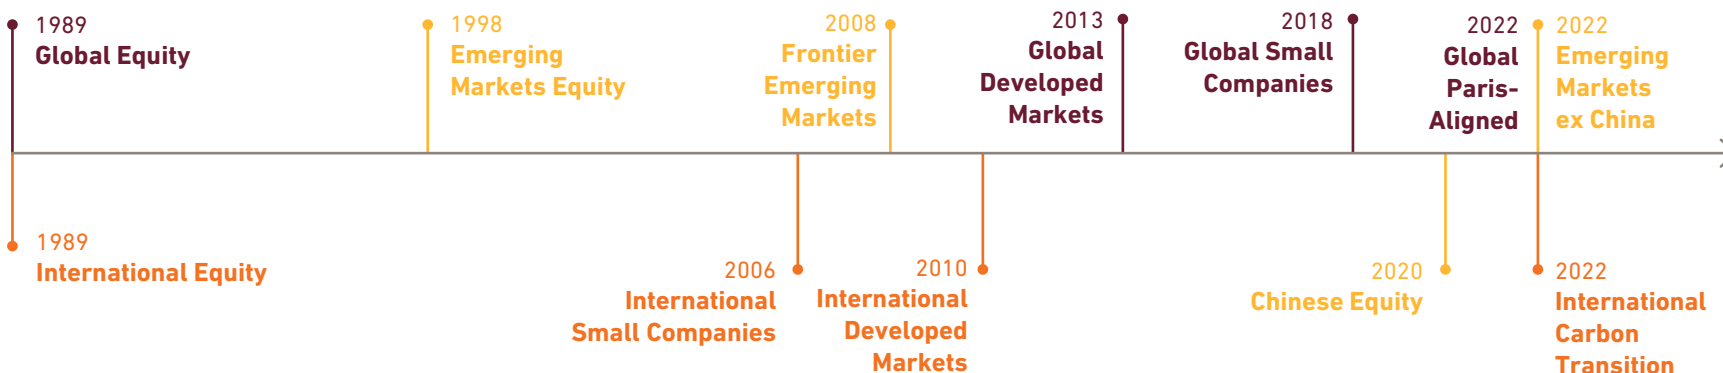 1989
Global Equity
1998
Emerging
Markets Equity
2008
Frontier
Emerging
Markets
2013
Global
Developed
Markets
2018
Global Small
Companies
2022
Global
Paris-
Aligned
2022
Emerging
Markets
ex China
1989
International Equity
2006
International
Small Companies
2010
International
Developed
Markets
2020
Chinese Equity
2022
International
Carbon
Transition